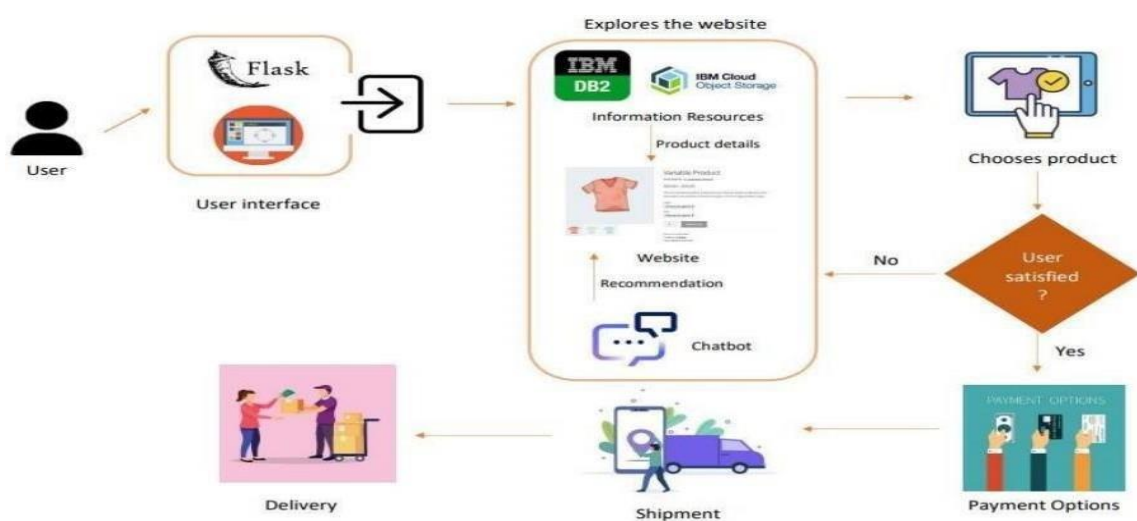 Explores the website
Flask
IBM
DB2
IBM Cloud
Object Storage
Information Resources
Product details
Variable Product
Website
Recommendation
Chatbot
User
User interface
Chooses product
User
satisfied
?
No
Yes
PAYMENT OPTIONS
Payment Options
Shipment
Delivery